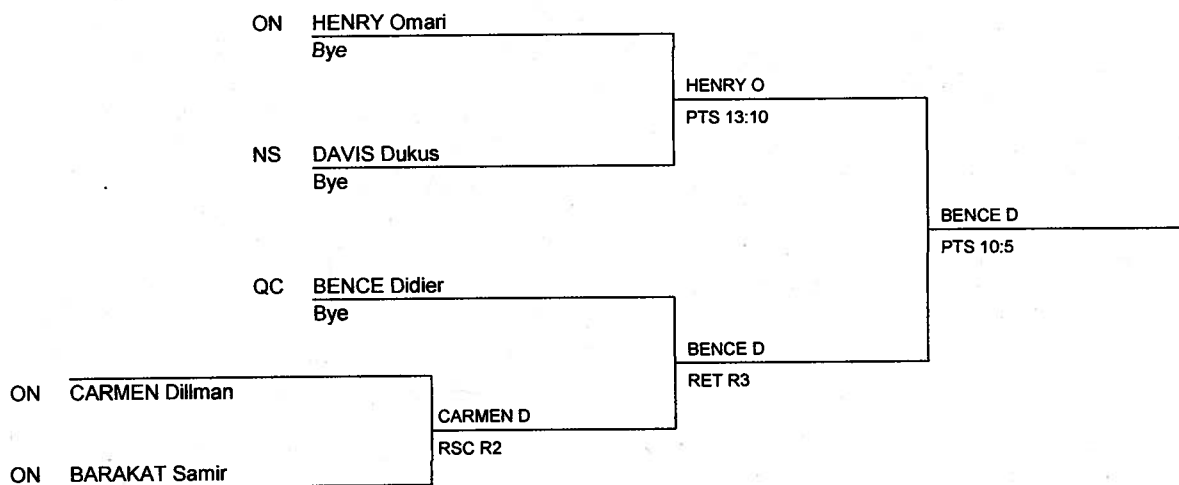 ON HENRY Omari
Bye
HENRY O
PTS 13:10
NS DAVIS Dukus
Bye
BENCE D
PTS 10:5
QC BENCE Didier
Bye
BENCE D
RET R3
ON CARMEN Dillman
CARMEN D
RSC R2
ON BARAKAT Samir